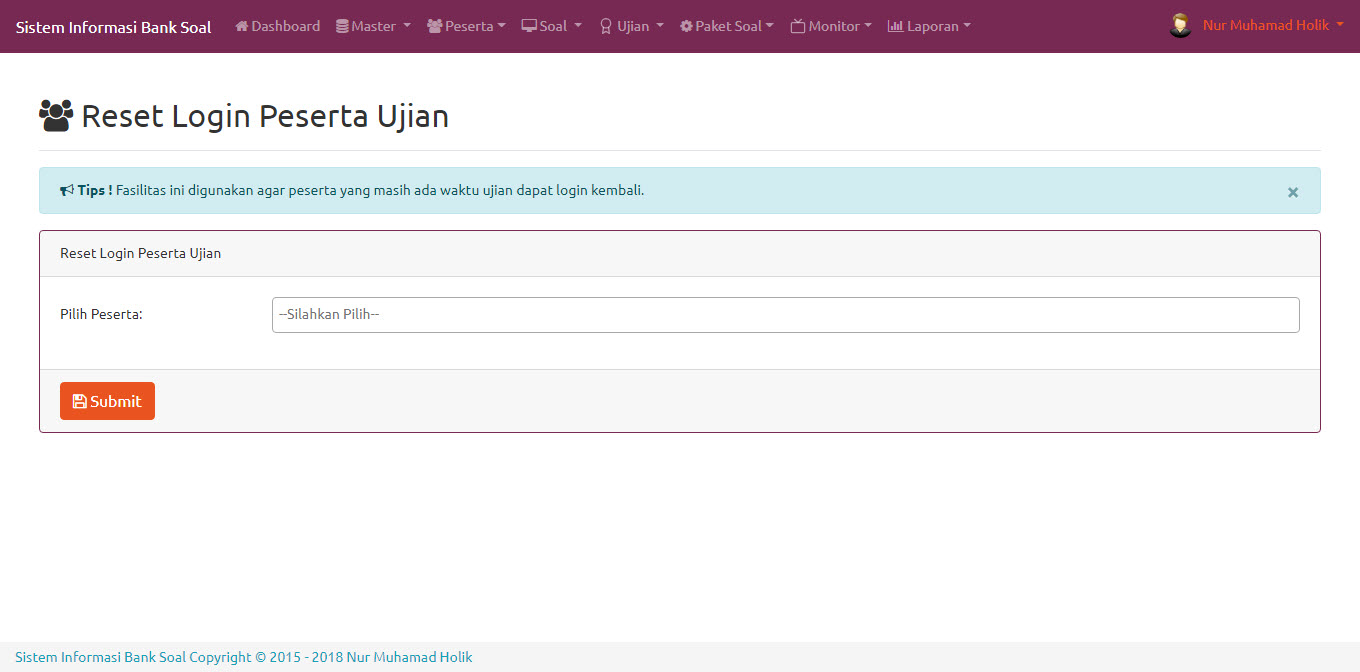 Sistem Informasi Bank Soal Dashboard Master Peserta Soal Ujian Paket Soal Monitor Laporan Nur Muhamad Holik
Reset Login Peserta Ujian
Tips ! Fasilitas ini digunakan agar peserta yang masih ada waktu ujian dapat login kembali. ×
Reset Login Peserta Ujian
Pilih Peserta: --Silahkan Pilih--
Submit
Sistem Informasi Bank Soal Copyright © 2015 - 2018 Nur Muhamad Holik